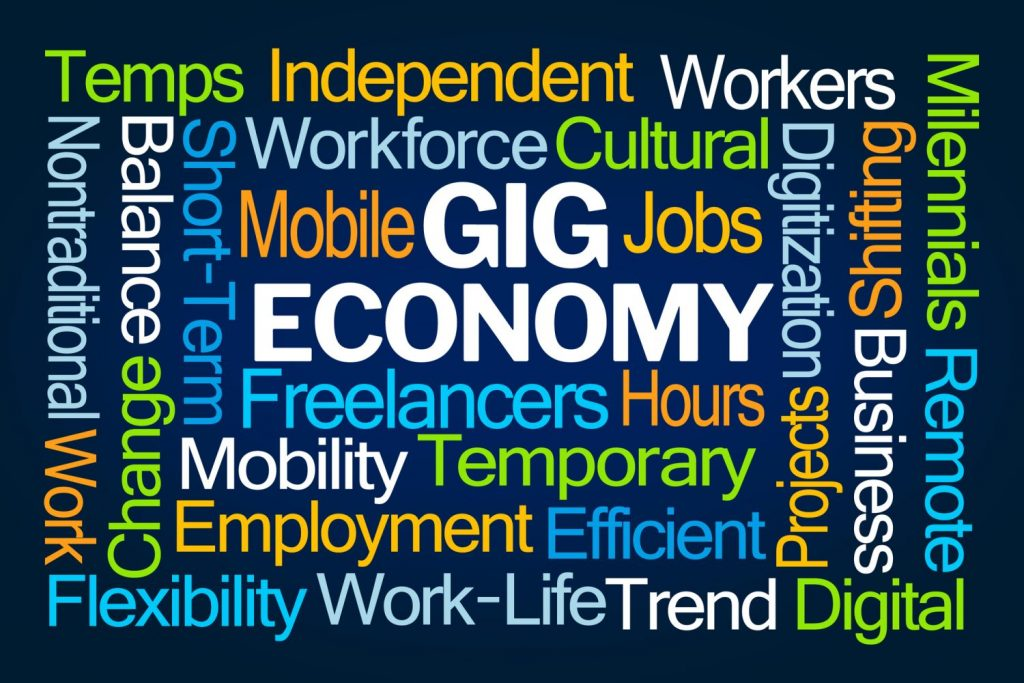 Temps Independent Workers
Nontraditional
Balance
Short-Term
Workforce Cultural
Digitization
Shifting
Millennials
Mobile GIG Jobs
ECONOMY
Freelancers Hours
Business
Remote
Work
Change
Mobility Temporary
Projects
Employment Efficient
Flexibility Work-Life Trend Digital